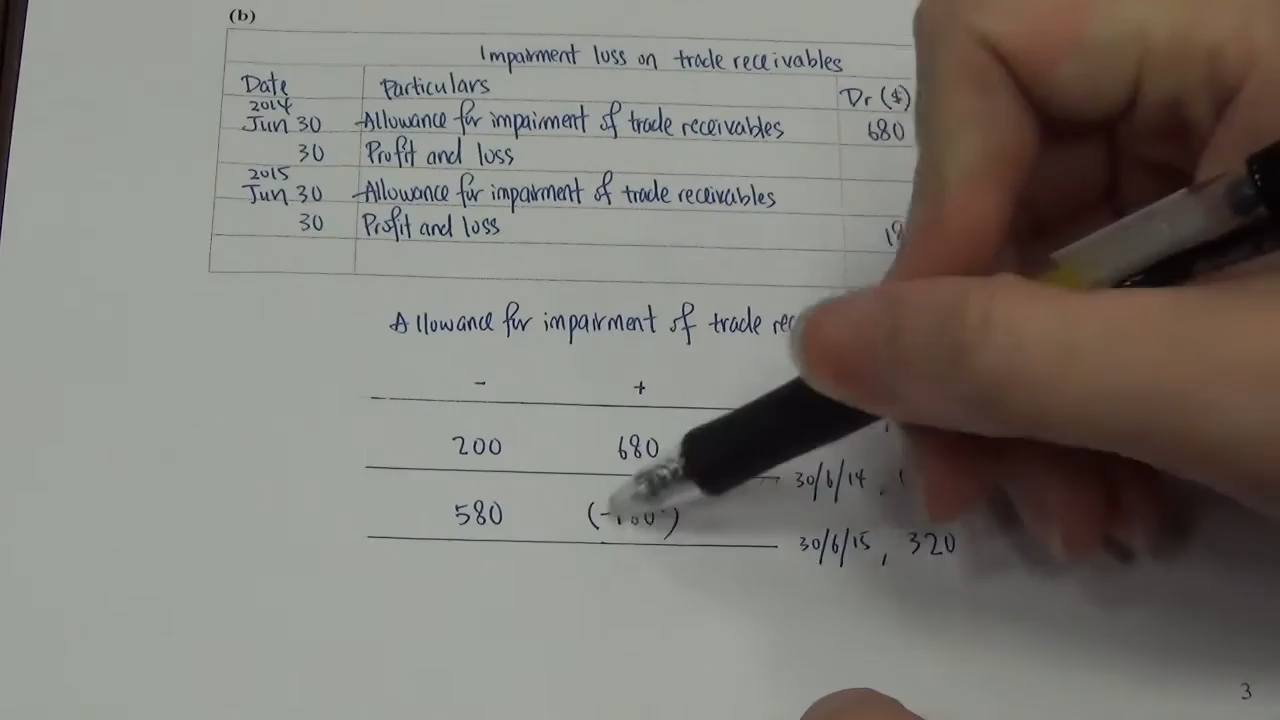 (b)
Impairment loss on trade receivables
Date Particulars Dr ($)
2014
Jun 30 Allowance for impairment of trade receivables 680
30 Profit and loss
2015
Jun 30 Allowance for impairment of trade receivables
30 Profit and loss
Allowance for impairment of trade
- +
200 680
30/6/14,
580
30/6/15, 320
3